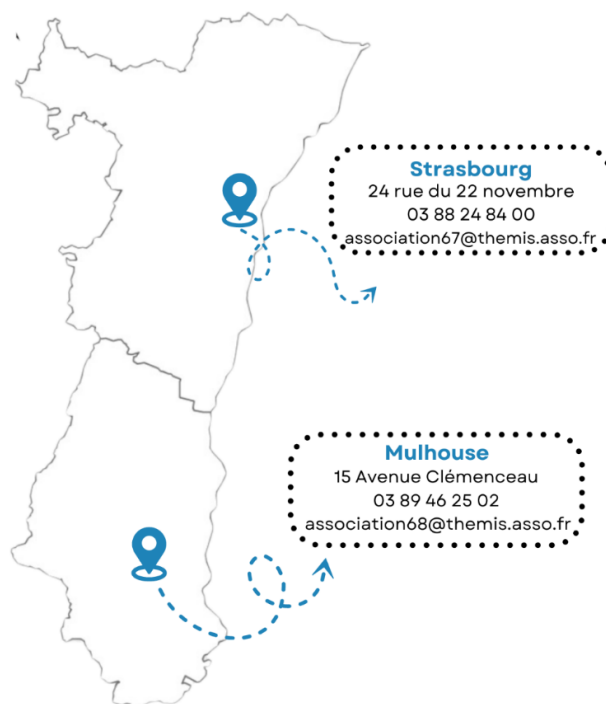 Strasbourg
24 rue du 22 novembre
03 88 24 84 00
association67@themis.asso.fr
Mulhouse
15 Avenue Clémenceau
03 89 46 25 02
association68@themis.asso.fr